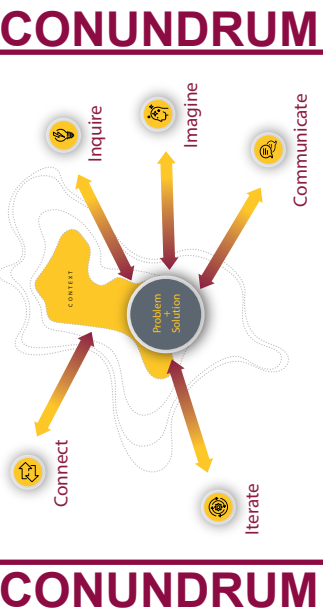 CONUNDRUM
Inquire
Imagine
Communicate
CONTEXT
Problem
+
Solution
Connect
Iterate
CONUNDRUM